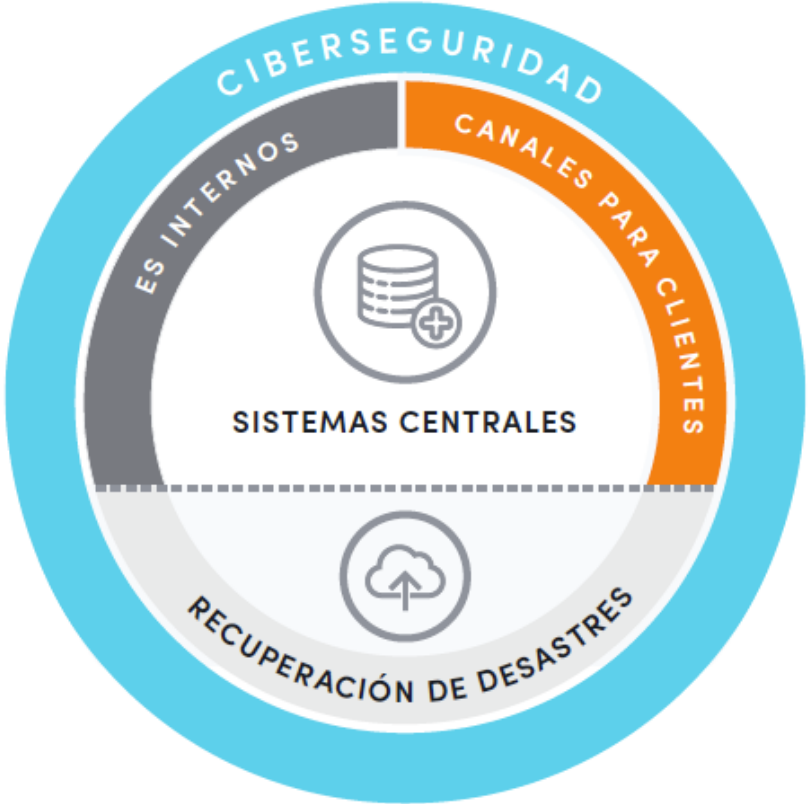 CIBERSEGURIDAD
ES INTERNOS
CANALES PARA CLIENTES
SISTEMAS CENTRALES
RECUPERACIÓN DE DESASTRES